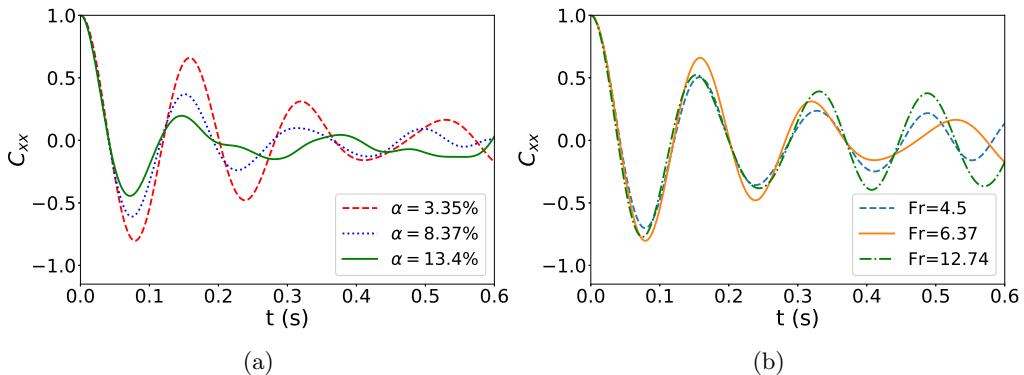 1.0
0.5
0.0
−0.5
−1.0
C_xx
0.0 0.1 0.2 0.3 0.4 0.5 0.6
t (s)
α = 3.35%
α = 8.37%
α = 13.4%
(a)
1.0
0.5
0.0
−0.5
−1.0
C_xx
0.0 0.1 0.2 0.3 0.4 0.5 0.6
t (s)
Fr=4.5
Fr=6.37
Fr=12.74
(b)